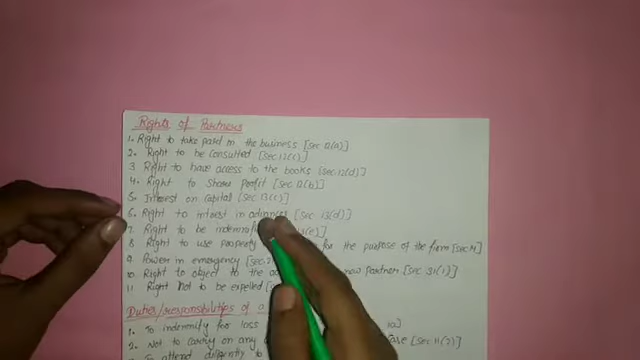 Rights of Partners
1. Right to take part in the business [Sec 12(a)]
2. Right to be consulted [Sec 12(c)]
3 Right to have access to the books [Sec 12(d)]
4. Right to share profit [Sec 13(b)]
5. Interest on capital [Sec 13(c)]
6. Right to interest in advances [Sec 13(d)]
7. Right to be
8 Right to use property for the purpose of the firm [Sec
9. Power in emergency [Sec
10. Right to object to the new partner [Sec 31(1)]
11 Right not to be expelled
Duties/responsibilities of
1. To indemnify for loss
2. Not to carry on any [Sec 11(2)]
To attend diligently to